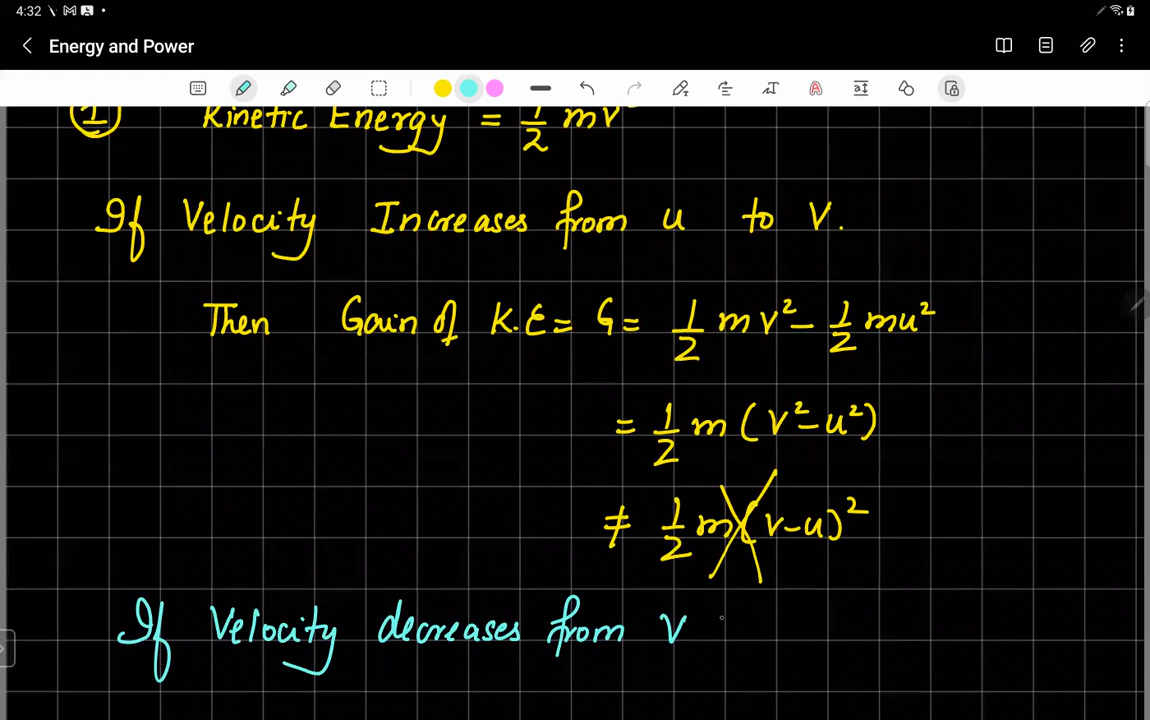 4:32
Energy and Power
1 Kinetic Energy = 1/2 mv
If Velocity Increases from u to v.
Then Gain of K.E = G = 1/2 mv² - 1/2 mu²
= 1/2 m (v² - u²)
≠ 1/2 m (v-u)²
If Velocity decreases from v